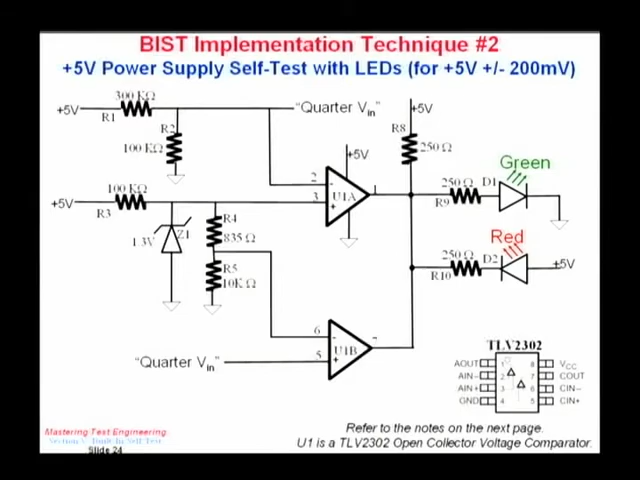 BIST Implementation Technique #2
+5V Power Supply Self-Test with LEDs (for +5V +/- 200mV)
300 KΩ
+5V
R1
"Quarter Vin"
+5V
R2
100 KΩ
R8
250 Ω
+5V
Green
100 KΩ
+5V
R3
2
-
3
+
U1A
1
250 Ω
R9
D1
R4
835 Ω
1.3V
Z1
R5
10K Ω
Red
250 Ω
R10
D2
+5V
6
-
5
+
U1B
7
"Quarter Vin"
TLV2302
AOUT 1 8 VCC
AIN– 2 7 COUT
AIN+ 3 6 CIN–
GND 4 5 CIN+
Refer to the notes on the next page.
U1 is a TLV2302 Open Collector Voltage Comparator.
Mastering Test Engineering
Slide 24